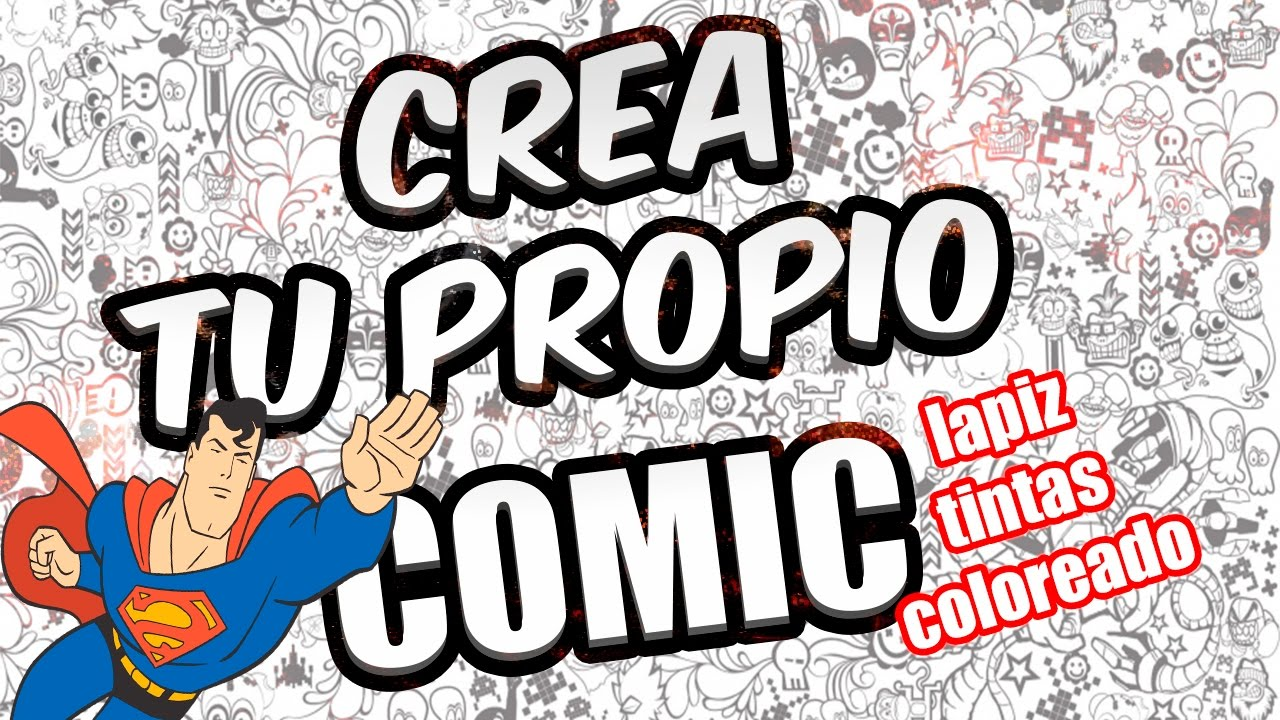 CREA
TU PROPIO
COMIC
lapiz
tintas
coloreado